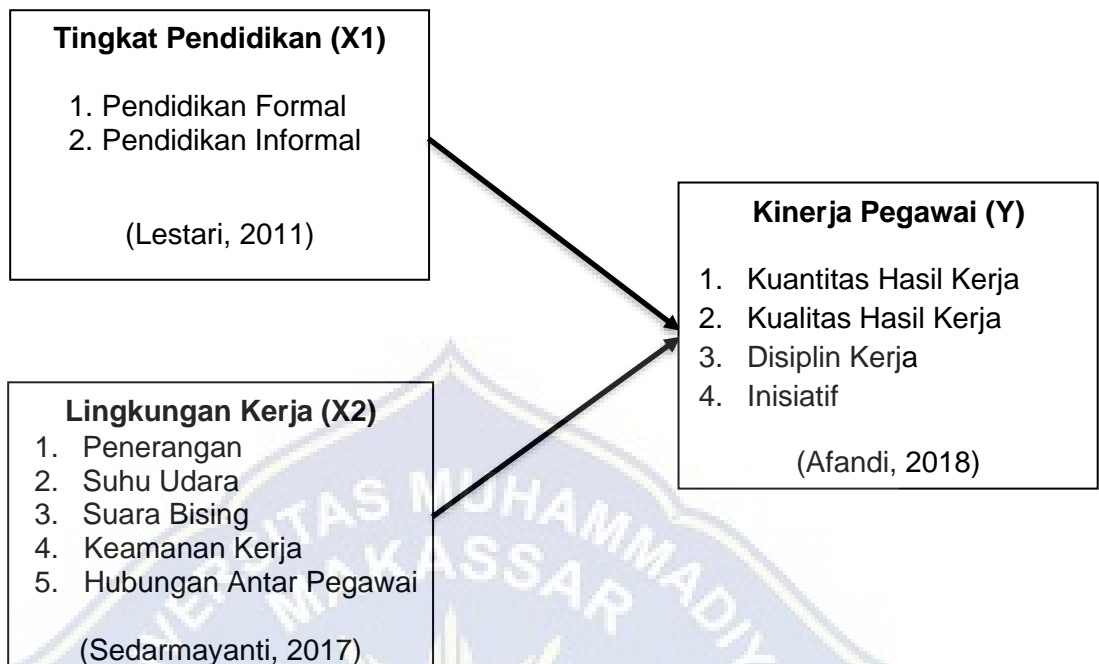 Tingkat Pendidikan (X1)
1. Pendidikan Formal
2. Pendidikan Informal
(Lestari, 2011)
Kinerja Pegawai (Y)
1. Kuantitas Hasil Kerja
2. Kualitas Hasil Kerja
3. Disiplin Kerja
4. Inisiatif
(Afandi, 2018)
Lingkungan Kerja (X2)
1. Penerangan
2. Suhu Udara
3. Suara Bising
4. Keamanan Kerja
5. Hubungan Antar Pegawai
(Sedarmayanti, 2017)
MUHAMMADIY
MAKASSAR